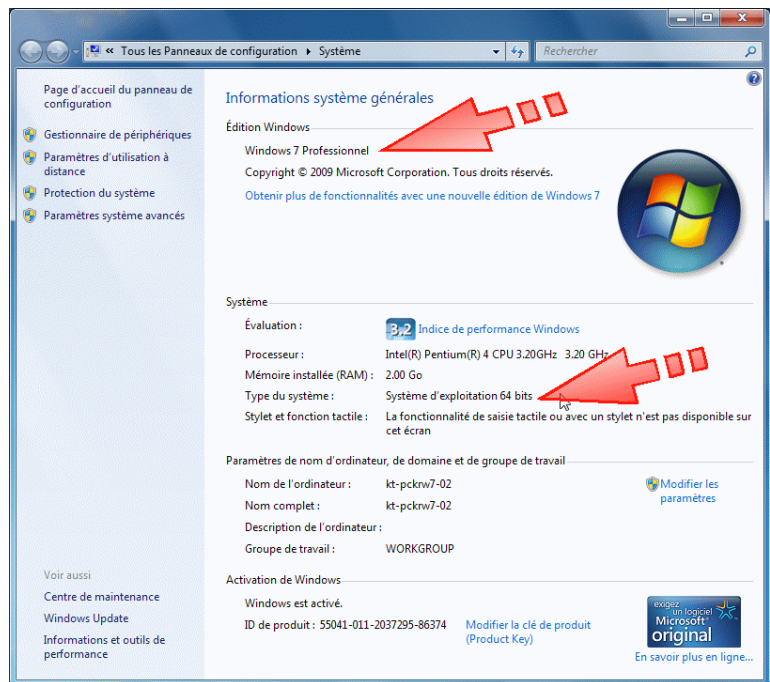 « Tous les Panneaux de configuration ▸ Système
Rechercher
Page d'accueil du panneau de
configuration
Gestionnaire de périphériques
Paramètres d'utilisation à
distance
Protection du système
Paramètres système avancés
Voir aussi
Centre de maintenance
Windows Update
Informations et outils de
performance
Informations système générales
Édition Windows
Windows 7 Professionnel
Copyright © 2009 Microsoft Corporation. Tous droits réservés.
Obtenir plus de fonctionnalités avec une nouvelle édition de Windows 7
Système
Évaluation :
3,2 Indice de performance Windows
Processeur : Intel(R) Pentium(R) 4 CPU 3.20GHz 3.20 GHz
Mémoire installée (RAM) : 2.00 Go
Type du système : Système d'exploitation 64 bits
Stylet et fonction tactile : La fonctionnalité de saisie tactile ou avec un stylet n'est pas disponible sur
cet écran
Paramètres de nom d'ordinateur, de domaine et de groupe de travail
Nom de l'ordinateur : kt-pckrw7-02
Modifier les
paramètres
Nom complet : kt-pckrw7-02
Description de l'ordinateur :
Groupe de travail : WORKGROUP
Activation de Windows
Windows est activé.
ID de produit : 55041-011-2037295-86374
Modifier la clé de produit
(Product Key)
exigez
un logiciel
Microsoft
original
En savoir plus en ligne...